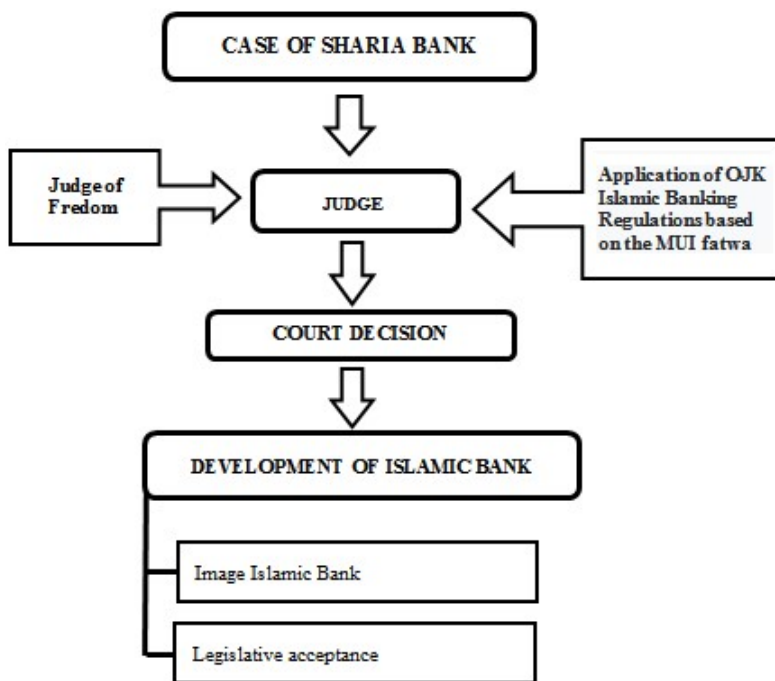 CASE OF SHARIA BANK
Judge of
Fredom
JUDGE
Application of OJK
Islamic Banking
Regulations based
on the MUI fatwa
COURT DECISION
DEVELOPMENT OF ISLAMIC BANK
Image Islamic Bank
Legislative acceptance